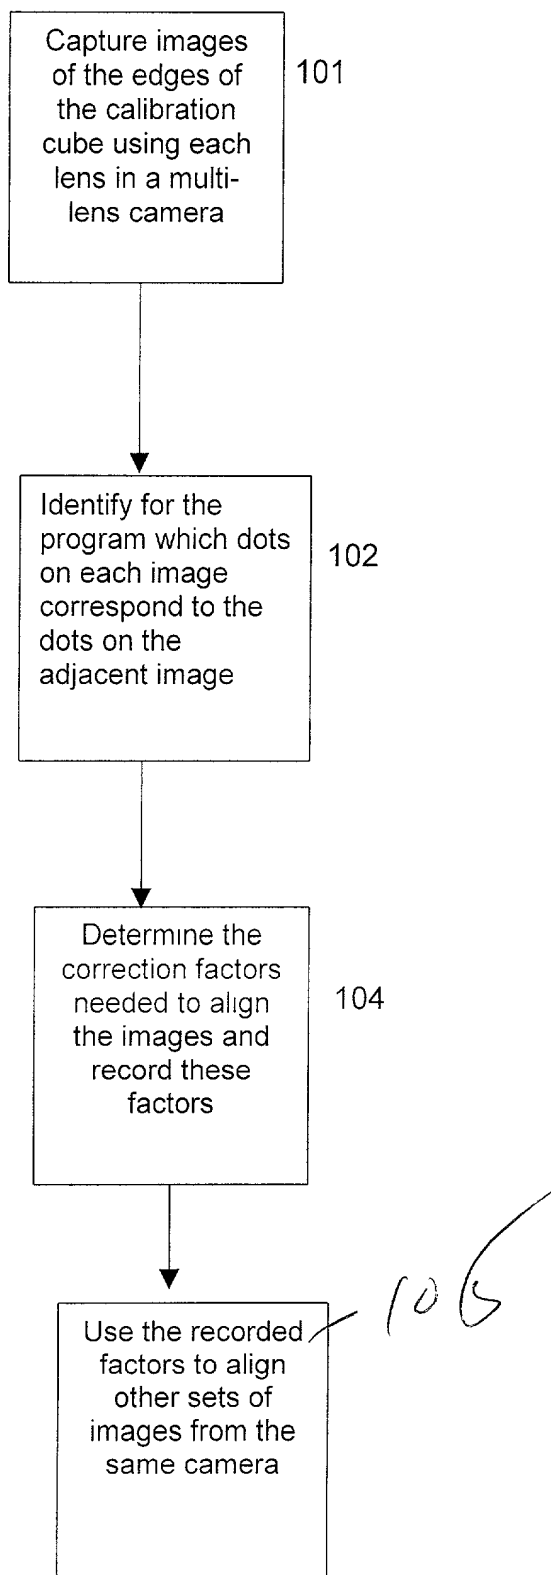 Capture images
of the edges of
the calibration
cube using each
lens in a multi-
lens camera
101
Identify for the
program which dots
on each image
correspond to the
dots on the
adjacent image
102
Determine the
correction factors
needed to align
the images and
record these
factors
104
Use the recorded
factors to align
other sets of
images from the
same camera